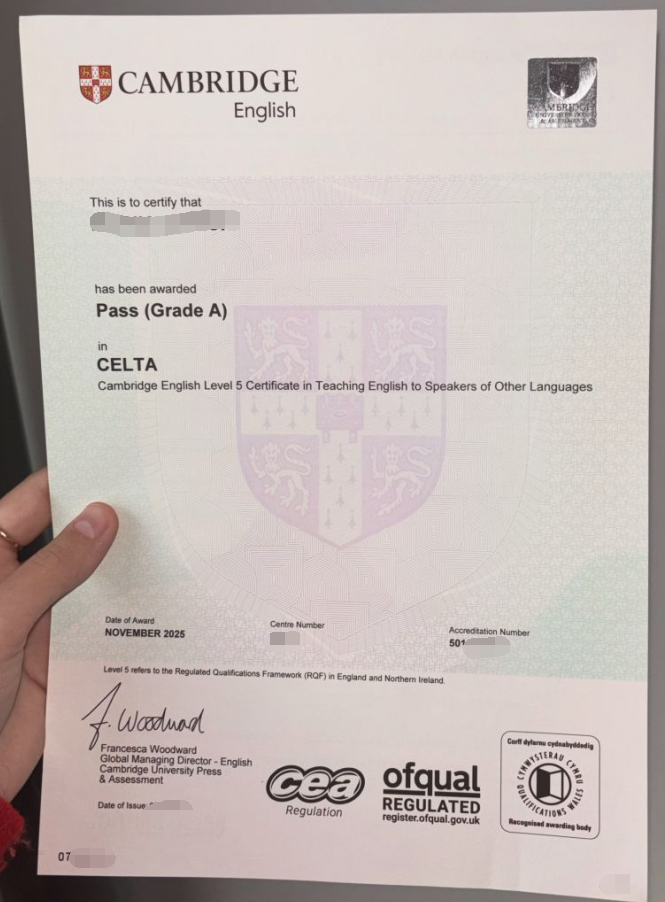 CAMBRIDGE
English
This is to certify that
has been awarded
Pass (Grade A)
in
CELTA
Cambridge English Level 5 Certificate in Teaching English to Speakers of Other Languages
Date of Award
NOVEMBER 2025
Centre Number
Accreditation Number
501
Level 5 refers to the Regulated Qualifications Framework (RQF) in England and Northern Ireland.
F. Woodward
Francesca Woodward
Global Managing Director - English
Cambridge University Press
& Assessment
Date of Issue
cea
Regulation
ofqual
REGULATED
register.ofqual.gov.uk
Corff dyfarnu cydnabyddedig
CYMWYSTERAU CYMRU
QUALIFICATIONS WALES
Recognised awarding body
07